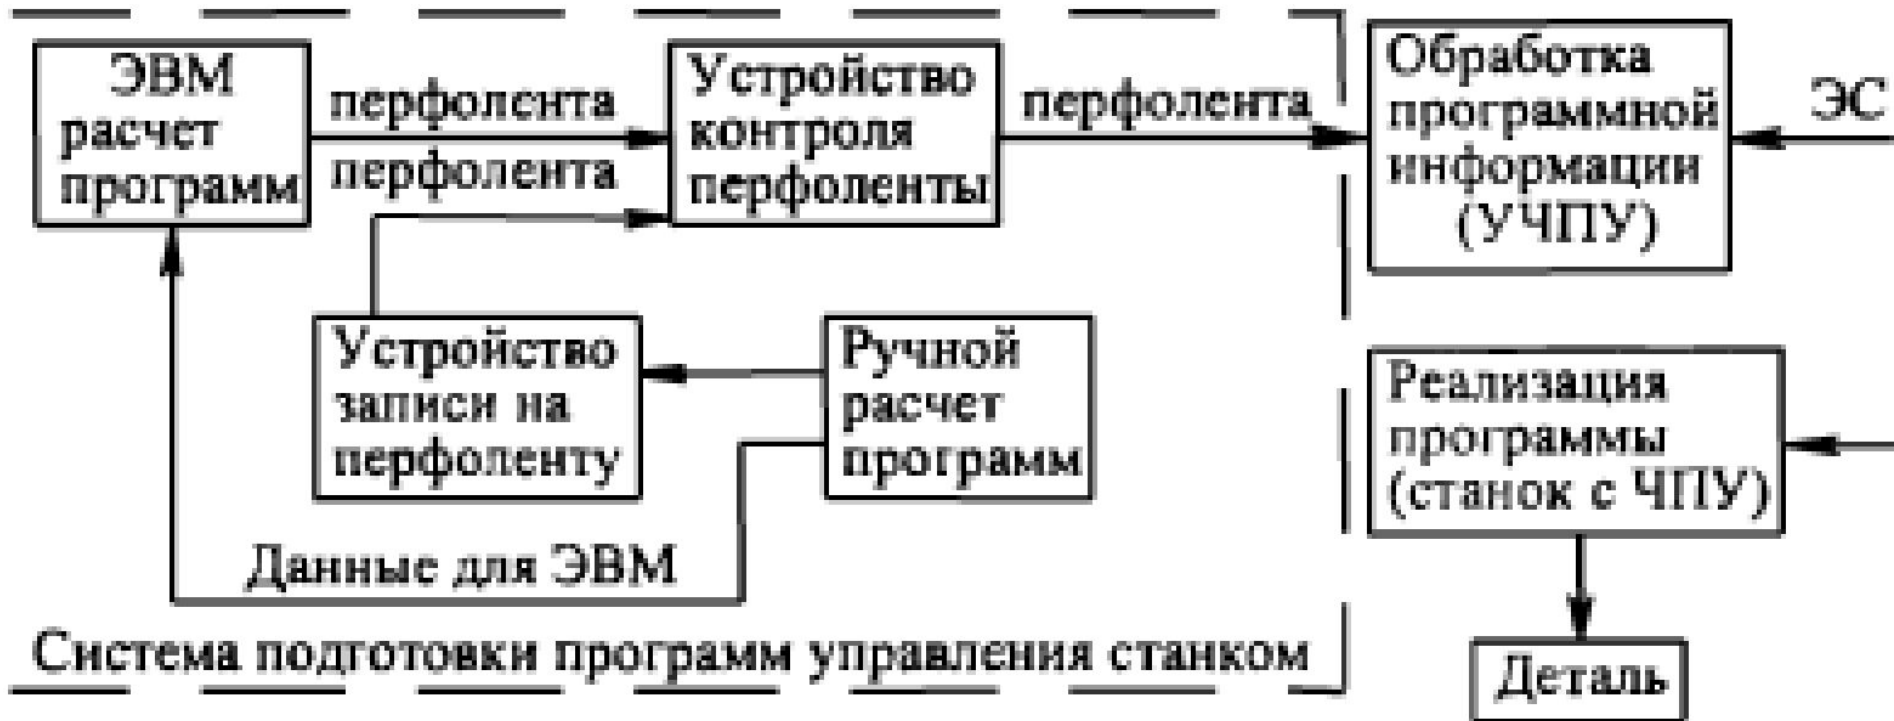 ЭВМ
расчет
программ
перфолента
перфолента
Устройство
контроля
перфоленты
перфолента
Обработка
программной
информации
(УЧПУ)
ЭС
Устройство
записи на
перфоленту
Ручной
расчет
программ
Реализация
программы
(станок с ЧПУ)
Данные для ЭВМ
Система подготовки программ управления станком
Деталь